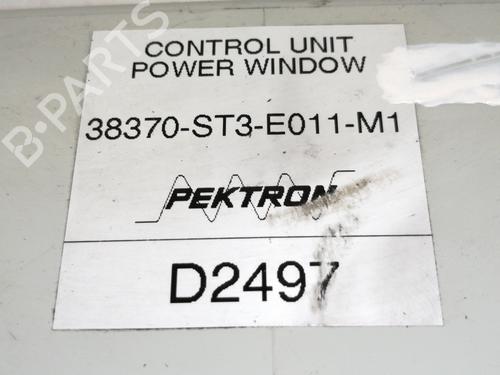 CONTROL UNIT
POWER WINDOW
38370-ST3-E011-M1
PEKTRON
D2497
B-PARTS